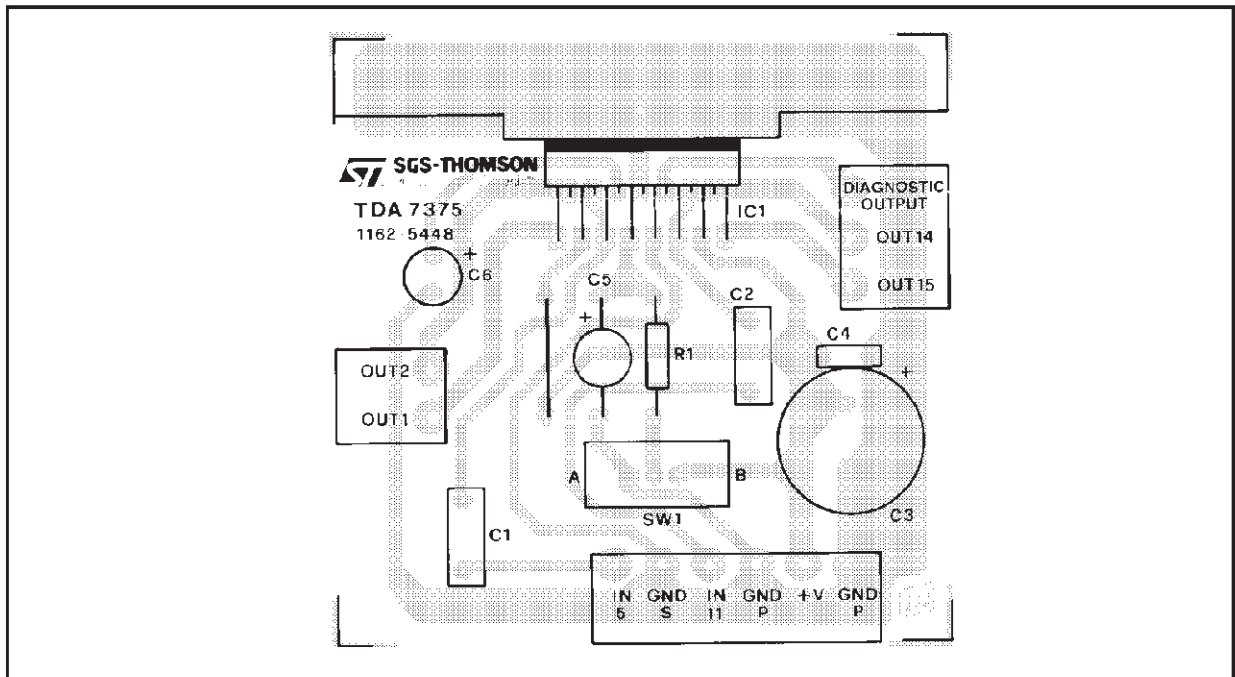 SGS-THOMSON
TDA 7375
1162-5448
IC1
DIAGNOSTIC
OUTPUT
OUT14
OUT15
+
C6
C5
+
C2
C4
+
R1
OUT2
OUT1
A
B
SW1
C3
C1
IN GND IN GND +V GND
5 S 11 P P